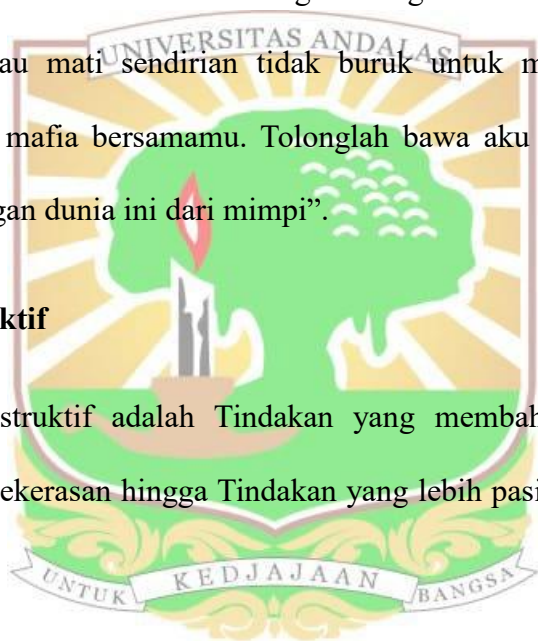 UNIVERSITAS ANDALAS
au mati sendirian tidak buruk untuk m
mafia bersamamu. Tolonglah bawa aku
gan dunia ini dari mimpi”.
ktif
struktif adalah Tindakan yang membah
ekerasan hingga Tindakan yang lebih pasi
UNTUK KEDJAJAAN BANGSA